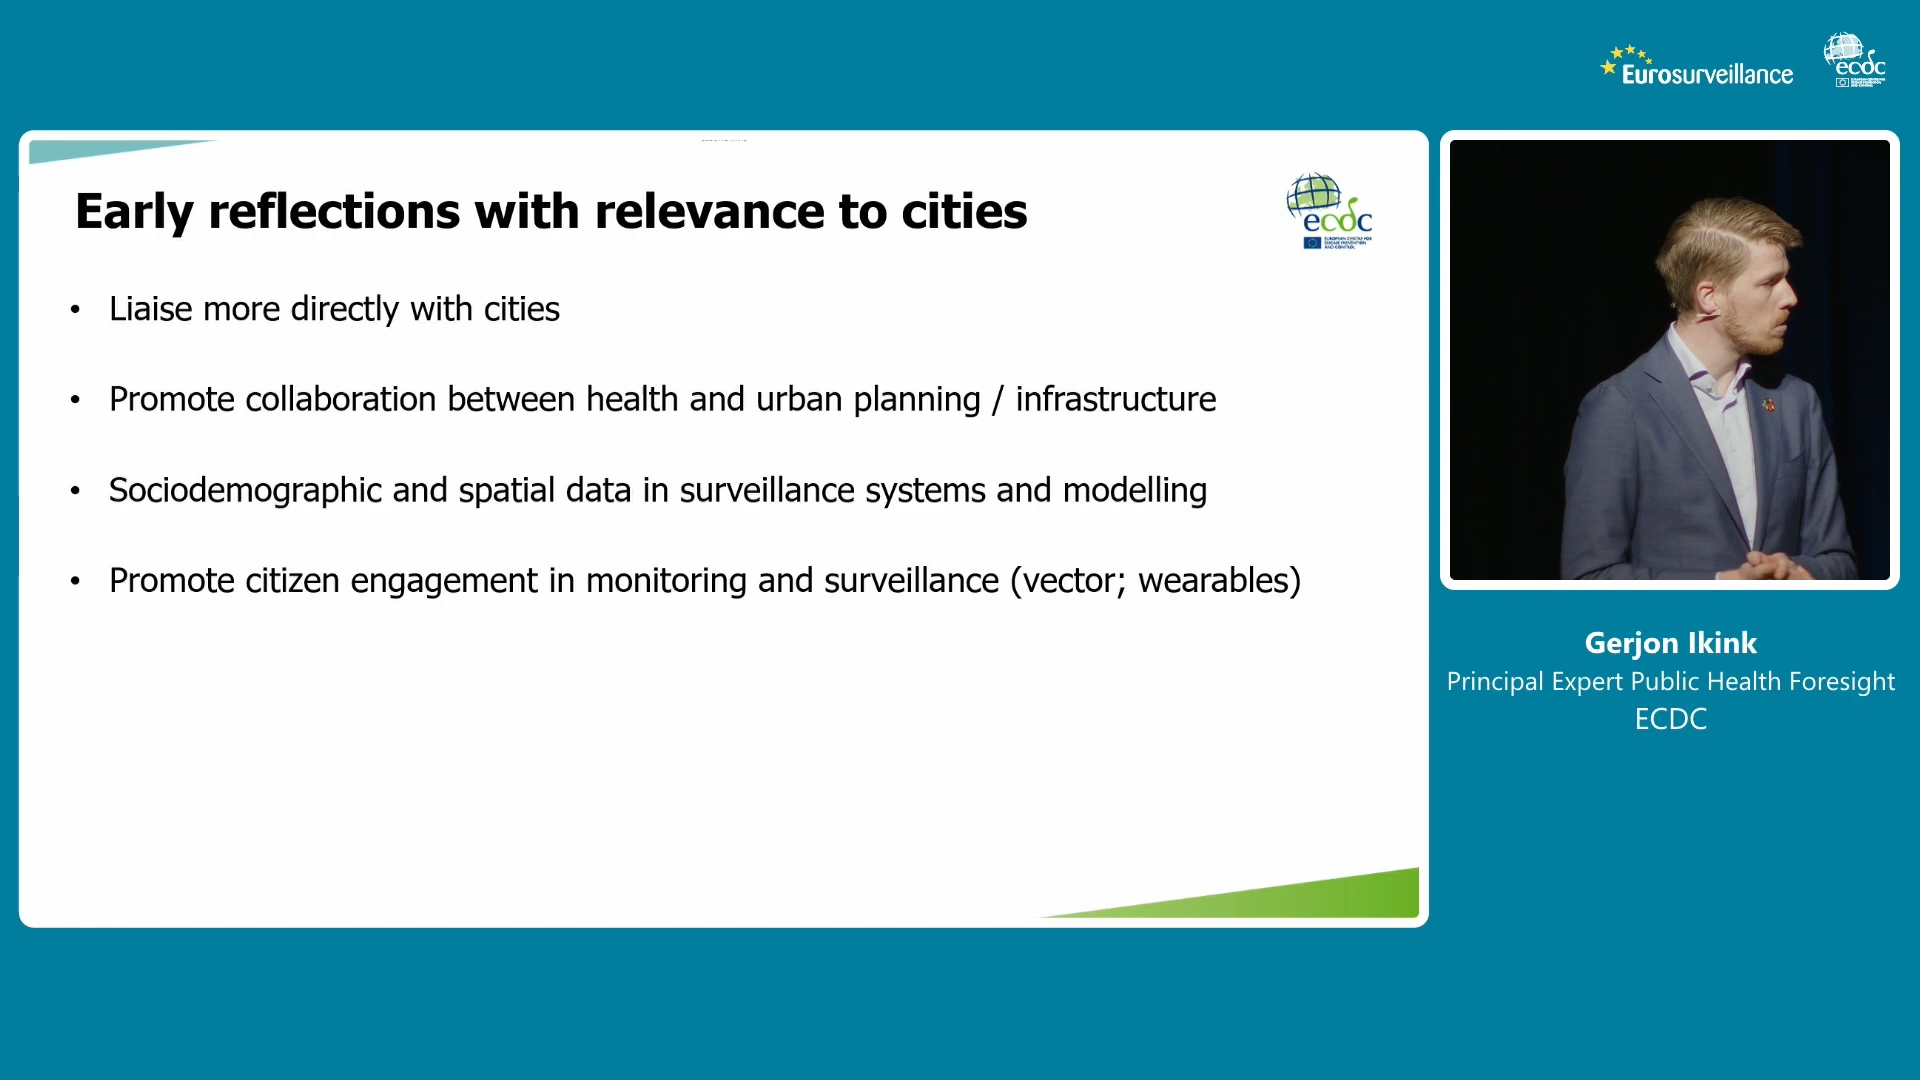 Eurosurveillance
ecdc
Early reflections with relevance to cities
ecdc
EUROPEAN CENTRE FOR
DISEASE PREVENTION
AND CONTROL
• Liaise more directly with cities
• Promote collaboration between health and urban planning / infrastructure
• Sociodemographic and spatial data in surveillance systems and modelling
• Promote citizen engagement in monitoring and surveillance (vector; wearables)
Gerjon Ikink
Principal Expert Public Health Foresight
ECDC